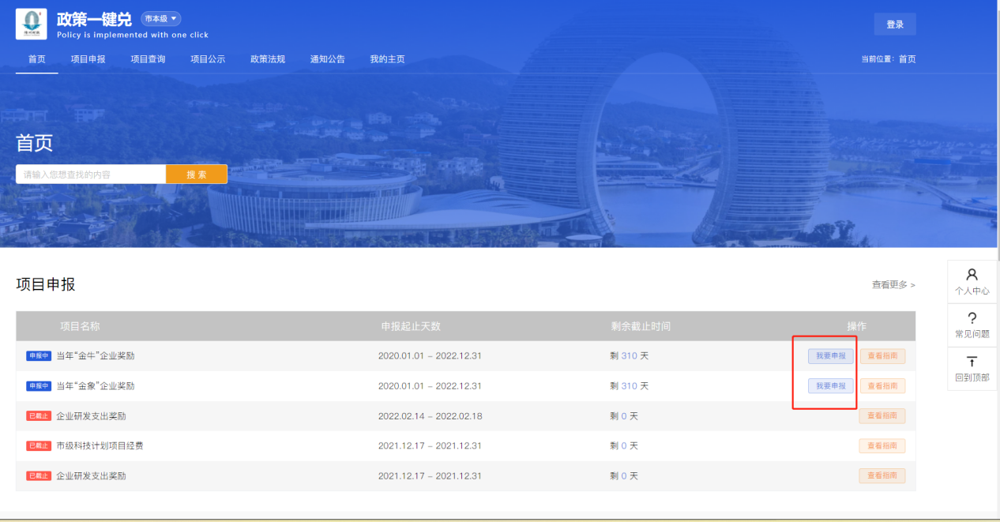 政策一键兑 市本级
Policy is implemented with one click
登录
首页 项目申报 项目查询 项目公示 政策法规 通知公告 我的主页
当前位置：首页
首页
请输入您想查找的内容 搜 索
项目申报
查看更多 >
项目名称 申报起止天数 剩余截止时间 操作
申报中 当年“金牛”企业奖励 2020.01.01 – 2022.12.31 剩 310 天 我要申报 查看指南
申报中 当年“金象”企业奖励 2020.01.01 – 2022.12.31 剩 310 天 我要申报 查看指南
已截止 企业研发支出奖励 2022.02.14 – 2022.02.18 剩 0 天 查看指南
已截止 市级科技计划项目经费 2021.12.17 – 2021.12.31 剩 0 天 查看指南
已截止 企业研发支出奖励 2021.12.17 – 2021.12.31 剩 0 天 查看指南
个人中心
?
常见问题
回到顶部